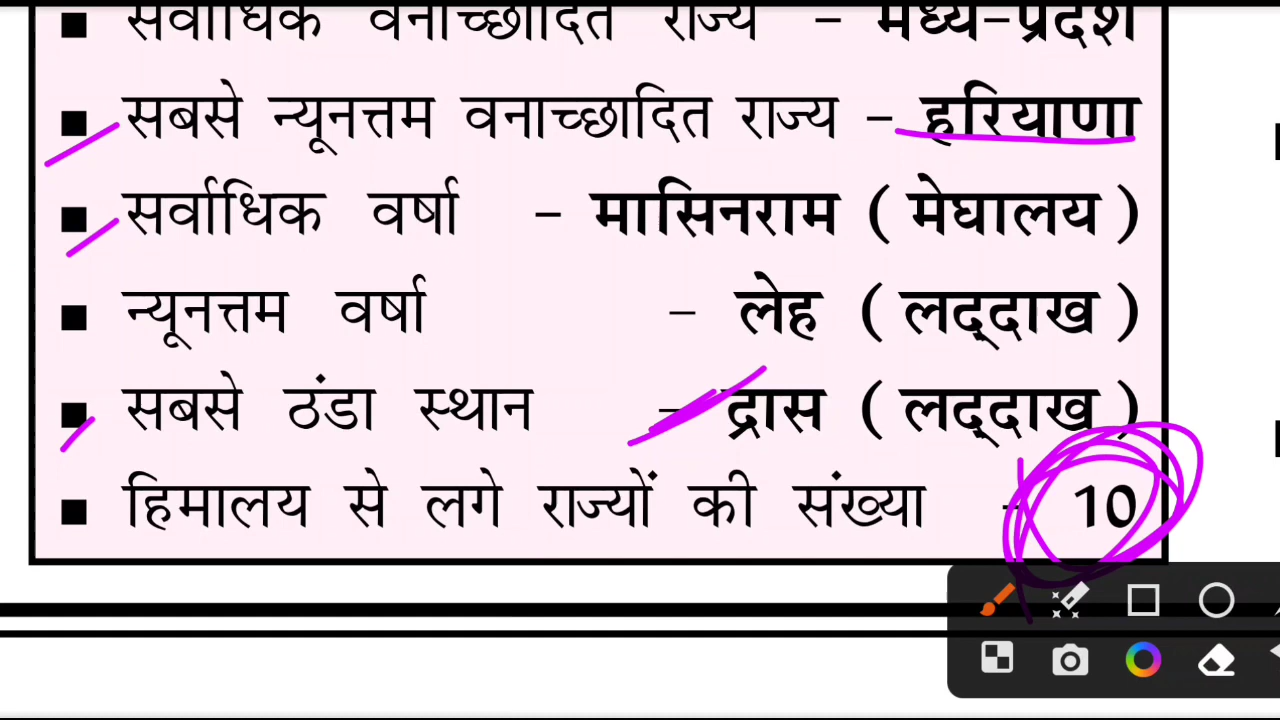 ▪ सर्वाधिक वनाच्छादित राज्य – मध्य-प्रदेश
▪ सबसे न्यूनत्तम वनाच्छादित राज्य – हरियाणा
▪ सर्वाधिक वर्षा – मासिनराम ( मेघालय )
▪ न्यूनत्तम वर्षा – लेह ( लद्दाख )
▪ सबसे ठंडा स्थान – द्रास ( लद्दाख )
▪ हिमालय से लगे राज्यों की संख्या - 10